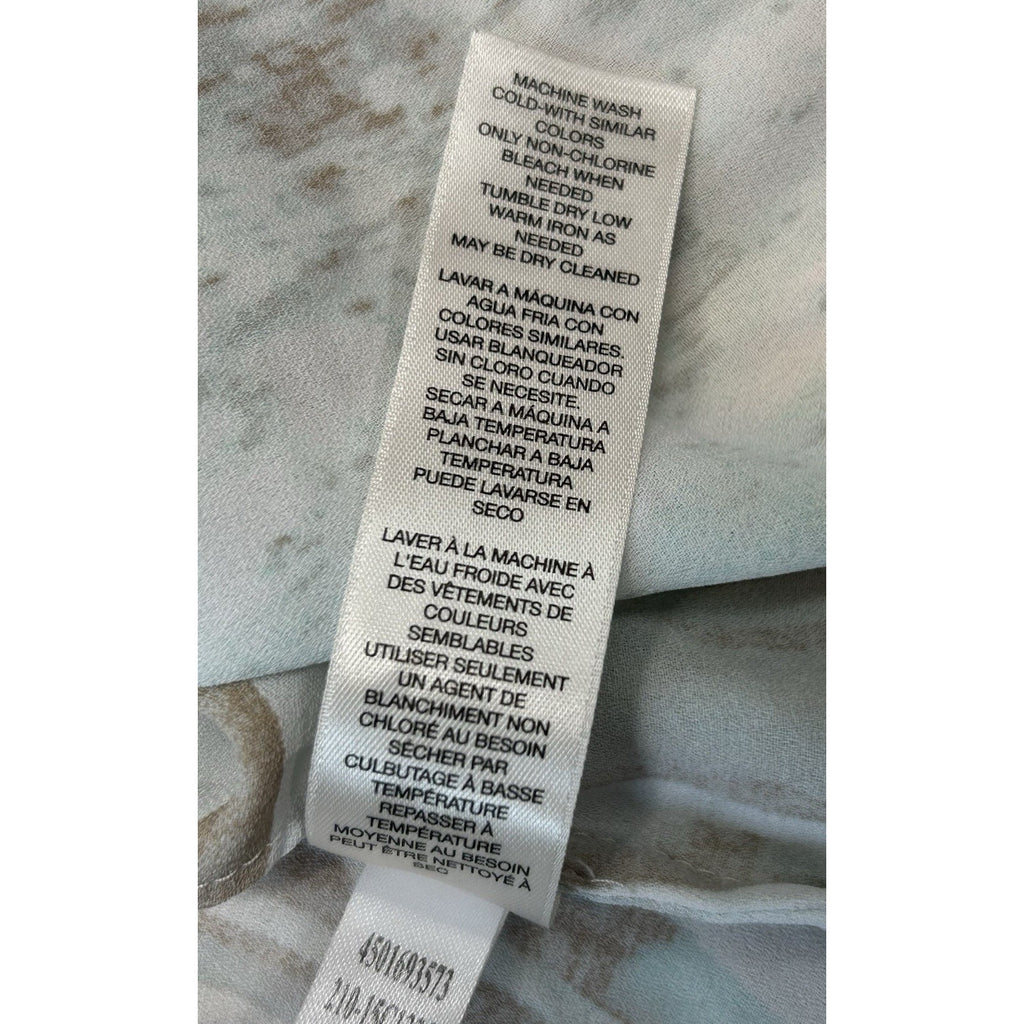 MACHINE WASH
COLD-WITH SIMILAR
COLORS
ONLY NON-CHLORINE
BLEACH WHEN
NEEDED
TUMBLE DRY LOW
WARM IRON AS
NEEDED
MAY BE DRY CLEANED
LAVAR A MÁQUINA CON
AGUA FRIA CON
COLORES SIMILARES.
USAR BLANQUEADOR
SIN CLORO CUANDO
SE NECESITE.
SECAR A MÁQUINA A
BAJA TEMPERATURA
PLANCHAR A BAJA
TEMPERATURA
PUEDE LAVARSE EN
SECO
LAVER À LA MACHINE À
L'EAU FROIDE AVEC
DES VÊTEMENTS DE
COULEURS
SEMBLABLES
UTILISER SEULEMENT
UN AGENT DE
BLANCHIMENT NON
CHLORÉ AU BESOIN
SÉCHER PAR
CULBUTAGE À BASSE
TEMPÉRATURE
REPASSER À
TEMPÉRATURE
MOYENNE AU BESOIN
PEUT ÊTRE NETTOYÉ À
SEC
4501693573